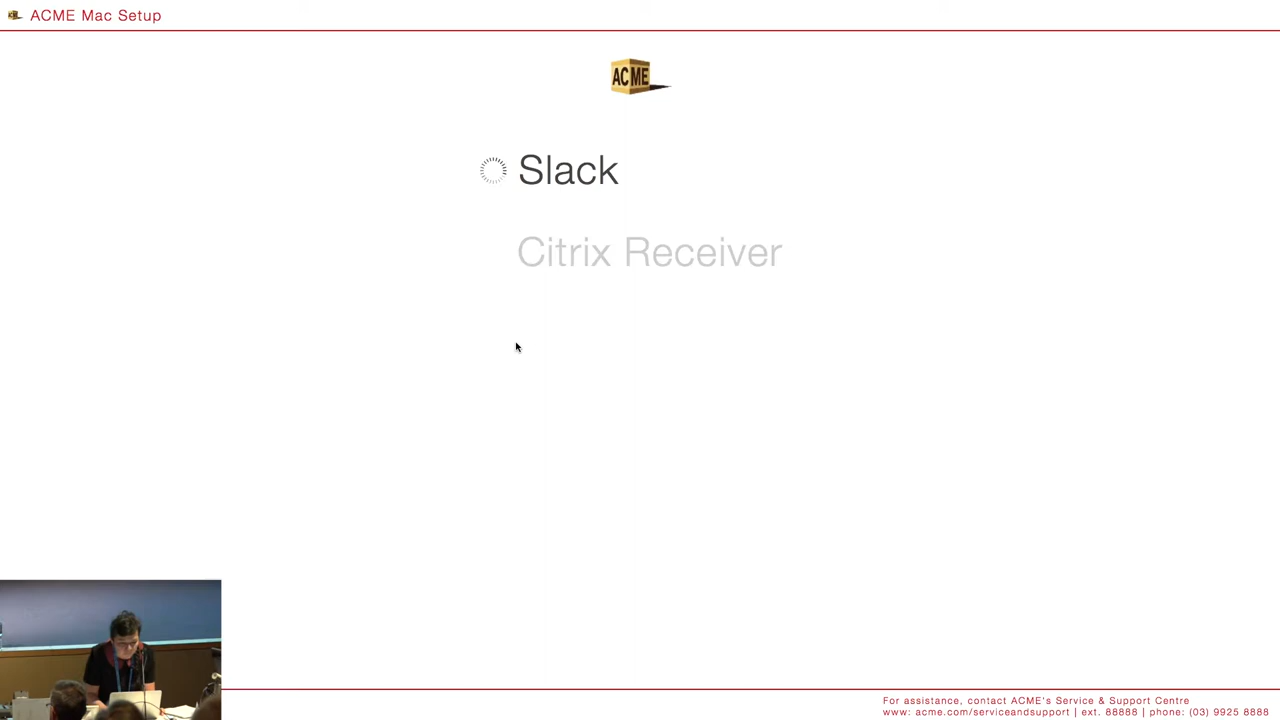 ACME Mac Setup
ACME
Slack
Citrix Receiver
For assistance, contact ACME's Service & Support Centre
www: acme.com/serviceandsupport | ext. 88888 | phone: (03) 9925 8888